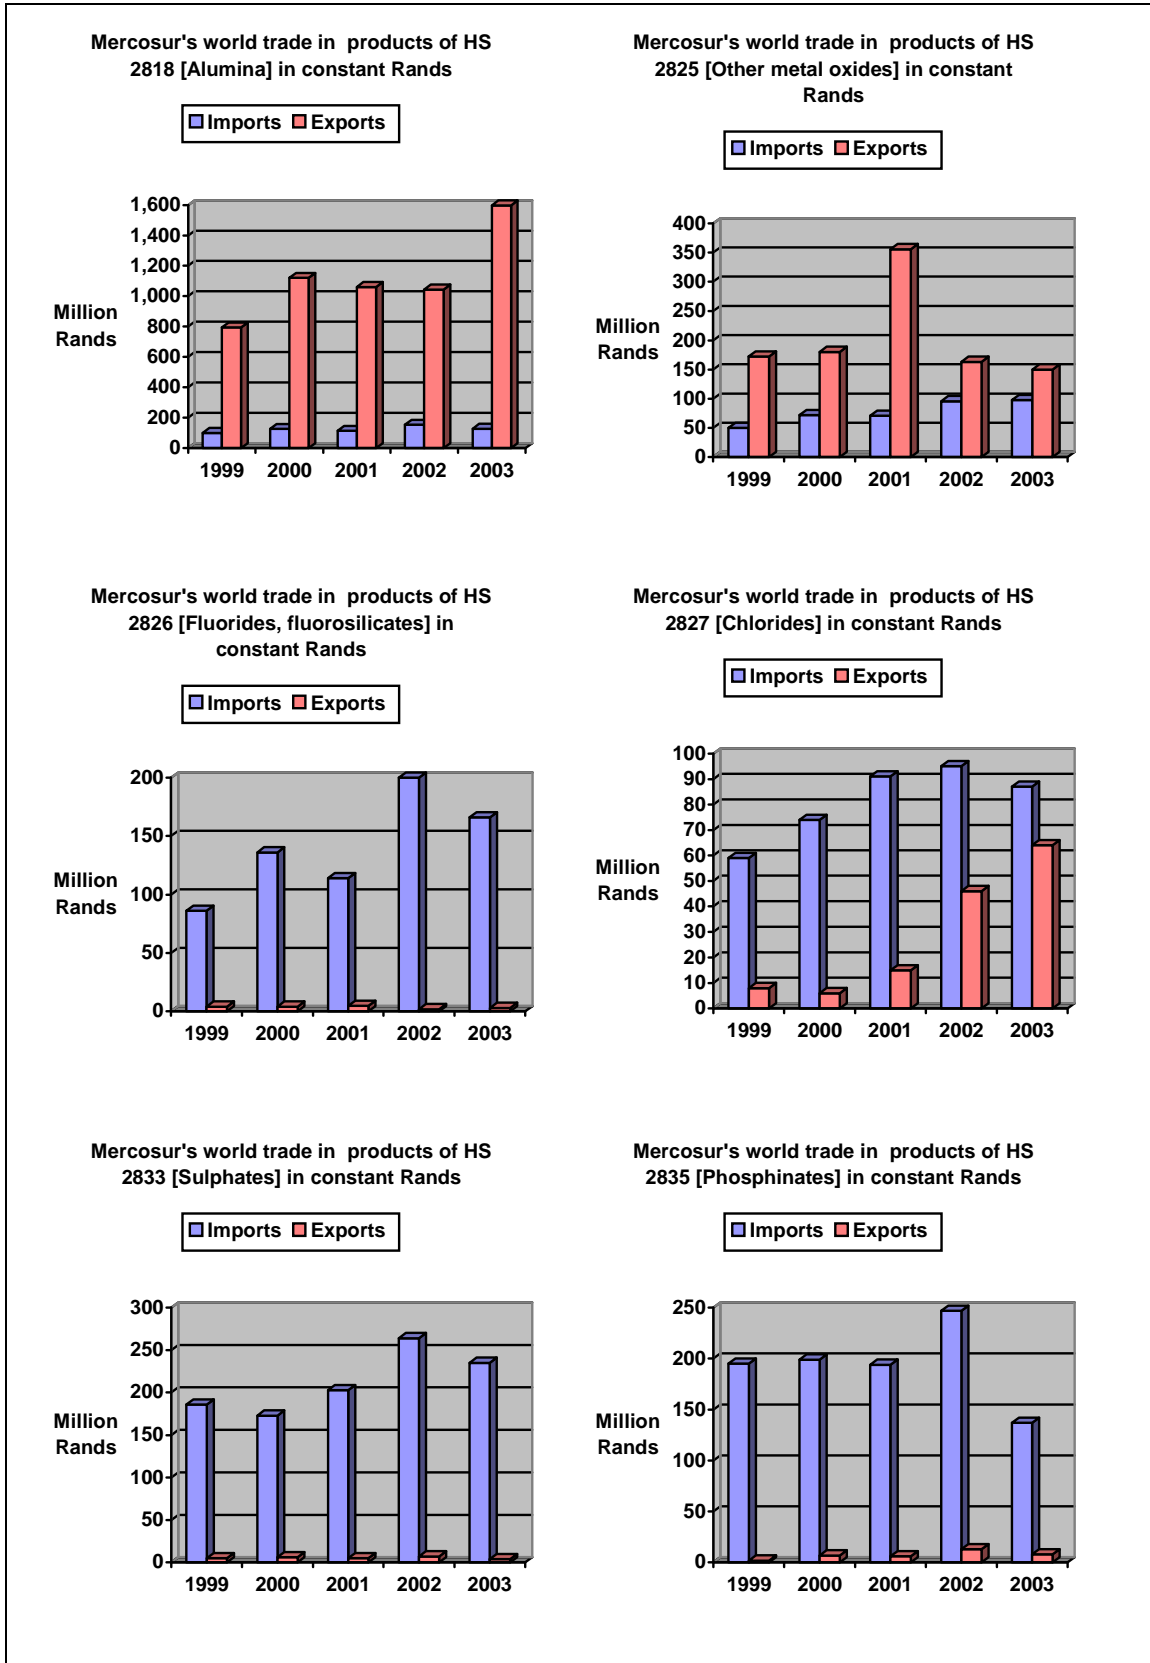 Mercosur's world trade in products of HS
2818 [Alumina] in constant Rands
Imports Exports
1,600
1,400
1,200
1,000
800
600
400
200
0
Million
Rands
1999 2000 2001 2002 2003
Mercosur's world trade in products of HS
2825 [Other metal oxides] in constant
Rands
Imports Exports
400
350
300
250
200
150
100
50
0
Million
Rands
1999 2000 2001 2002 2003
Mercosur's world trade in products of HS
2826 [Fluorides, fluorosilicates] in
constant Rands
Imports Exports
200
150
100
50
0
Million
Rands
1999 2000 2001 2002 2003
Mercosur's world trade in products of HS
2827 [Chlorides] in constant Rands
Imports Exports
100
90
80
70
60
50
40
30
20
10
0
Million
Rands
1999 2000 2001 2002 2003
Mercosur's world trade in products of HS
2833 [Sulphates] in constant Rands
Imports Exports
300
250
200
150
100
50
0
Million
Rands
1999 2000 2001 2002 2003
Mercosur's world trade in products of HS
2835 [Phosphinates] in constant Rands
Imports Exports
250
200
150
100
50
0
Million
Rands
1999 2000 2001 2002 2003